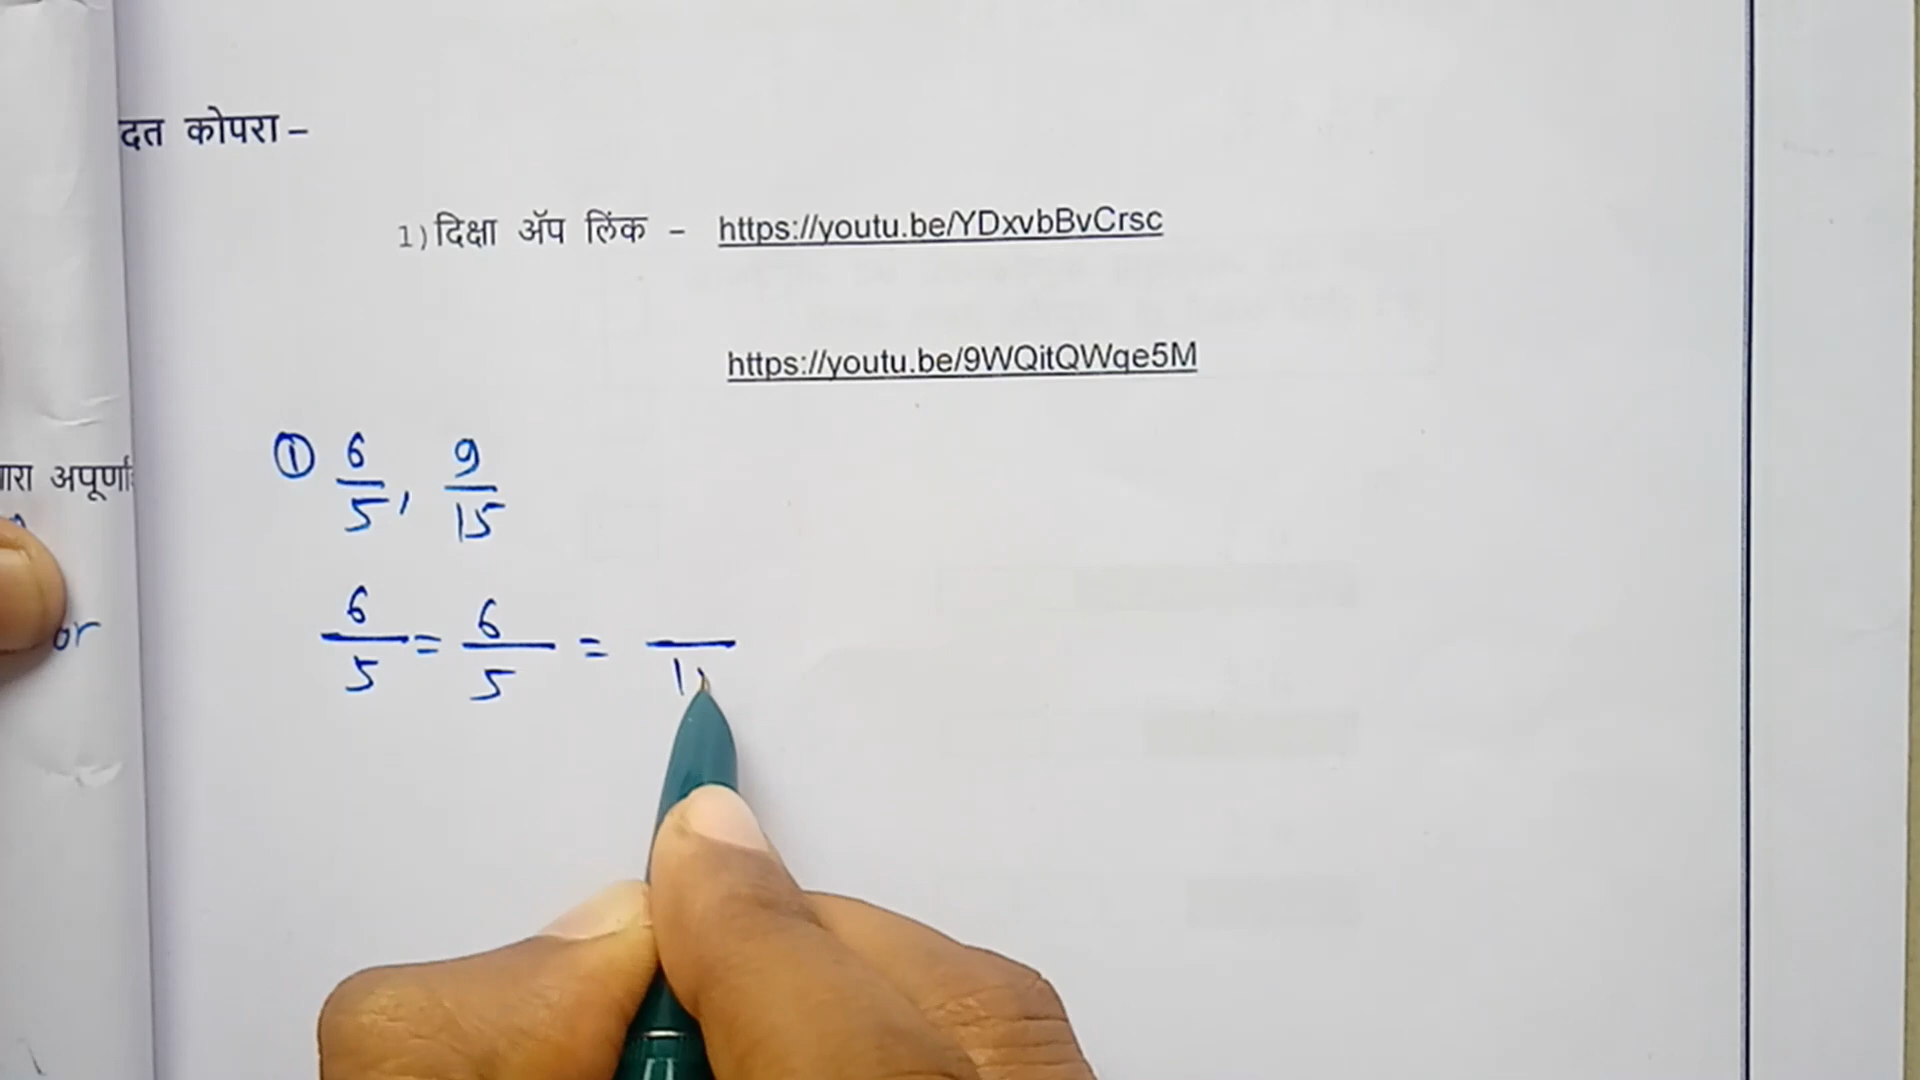 दत कोपरा –
1) दिक्षा ॲप लिंक – https://youtu.be/YDxvbBvCrsc
https://youtu.be/9WQitQWqe5M
① 6/5, 9/15
अपूर्णां
or
6/5 = 6/5 = /1